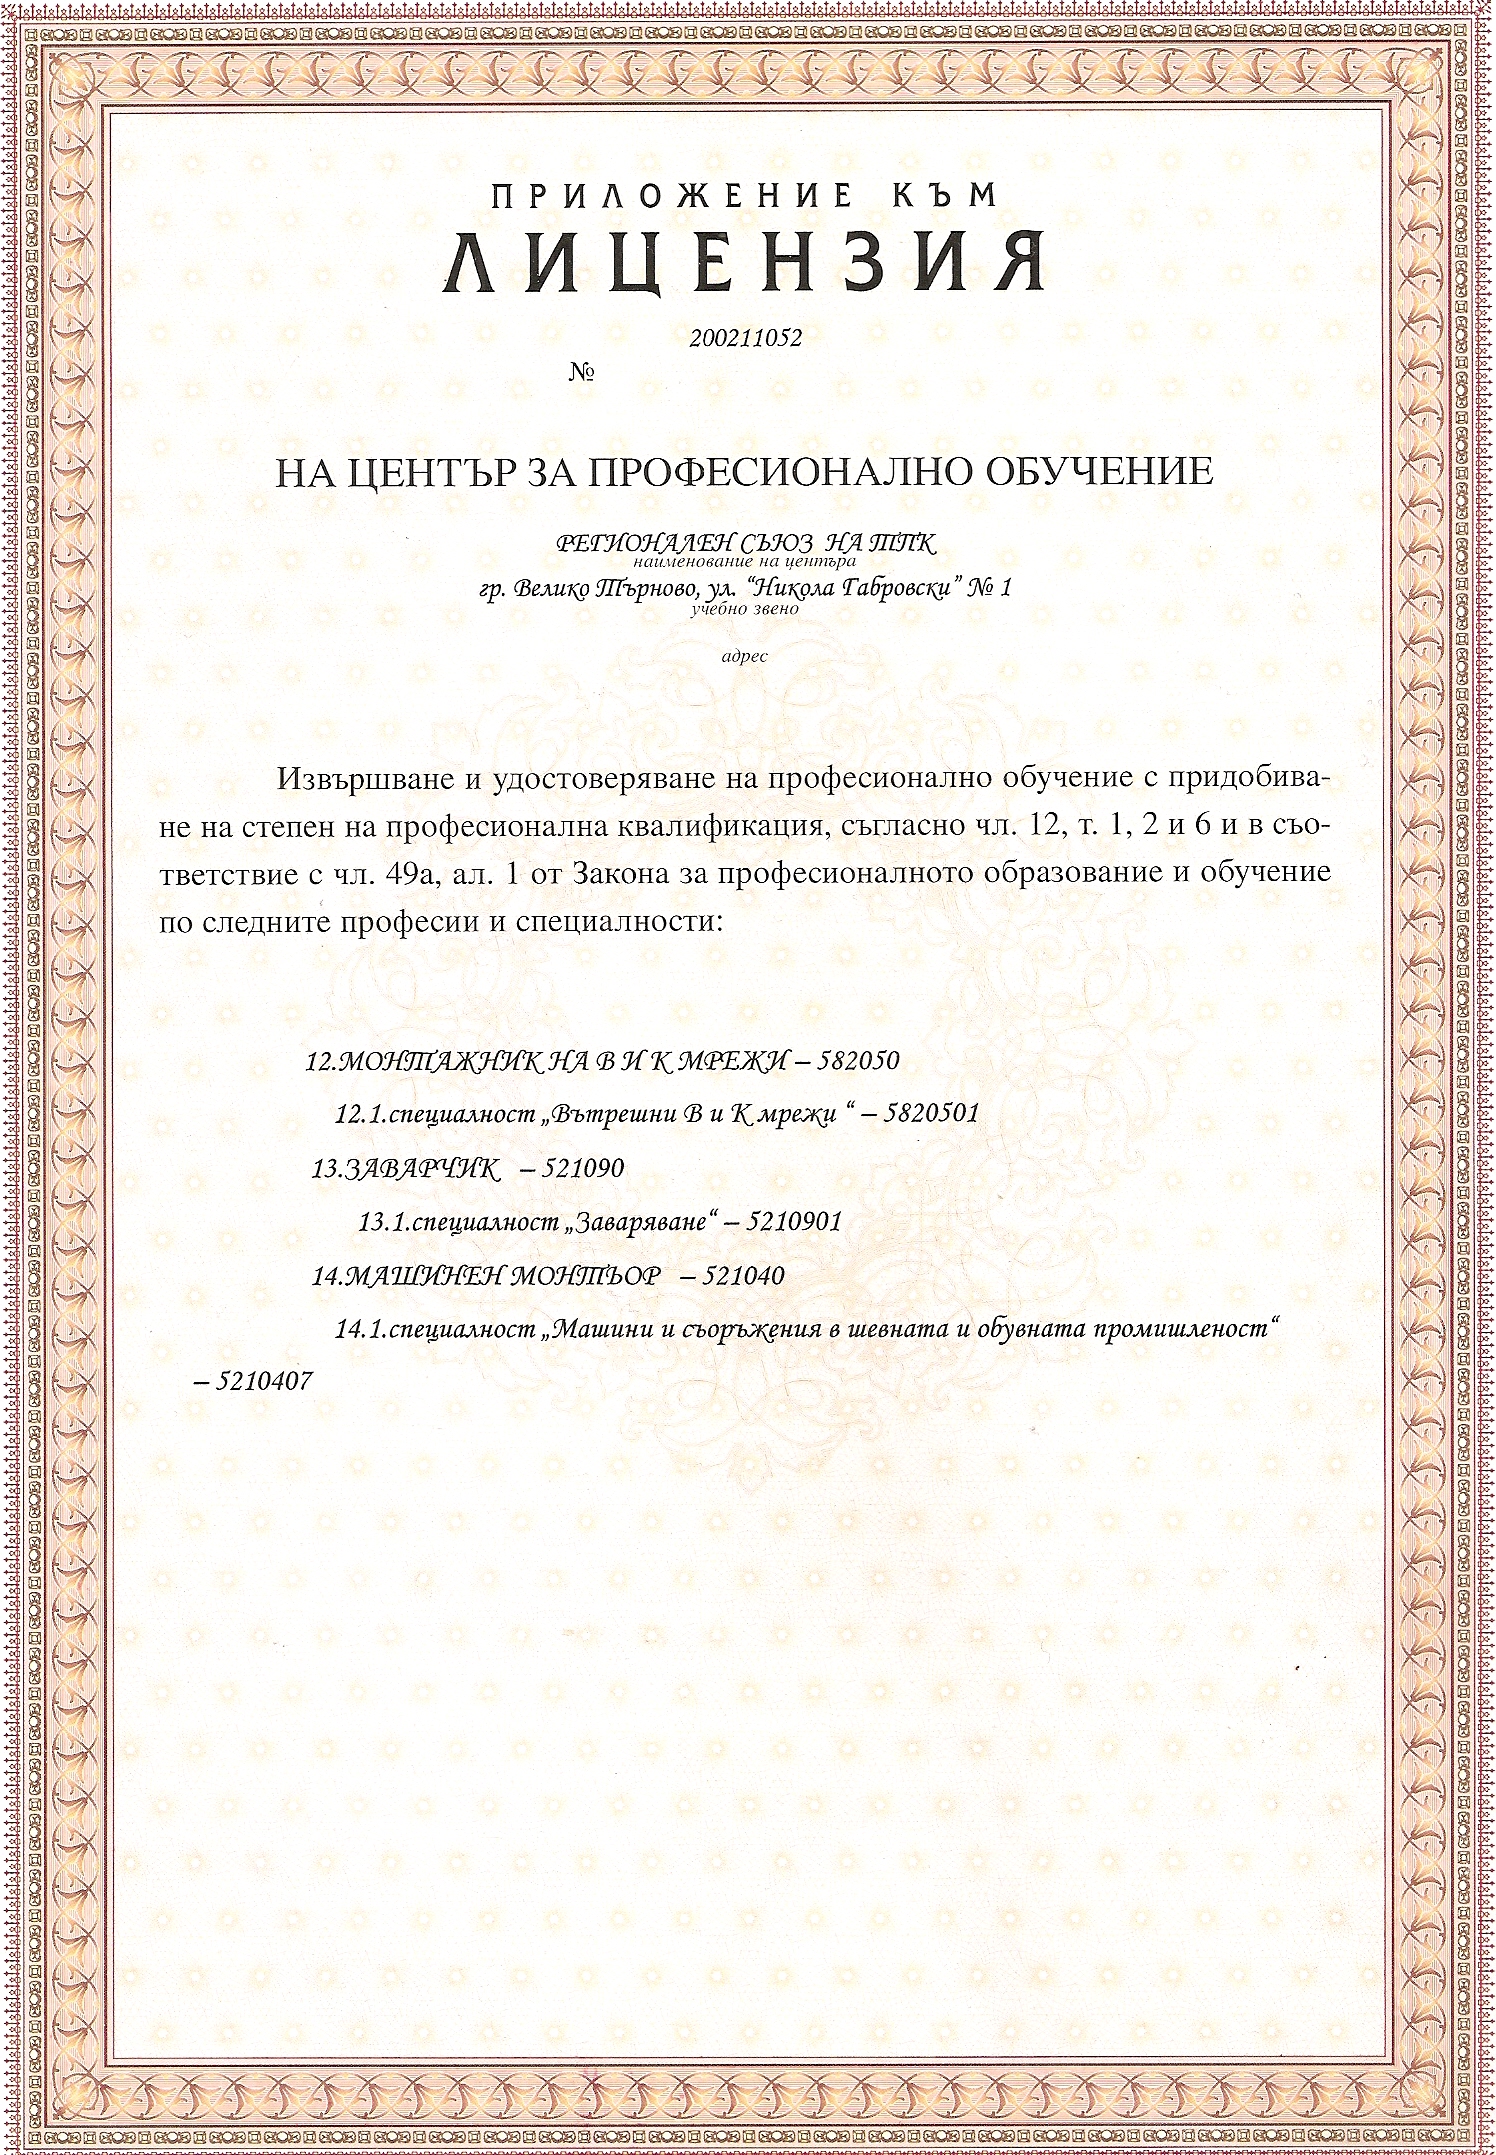 ПРИЛОЖЕНИЕ КЪМ
ЛИЦЕНЗИЯ
200211052
№
НА ЦЕНТЪР ЗА ПРОФЕСИОНАЛНО ОБУЧЕНИЕ
РЕГИОНАЛЕН СЪЮЗ НА ТПК
наименование на центъра
гр. Велико Търново, ул. “Никола Габровски” № 1
учебно звено
адрес
Извършване и удостоверяване на професионално обучение с придобива-
не на степен на професионална квалификация, съгласно чл. 12, т. 1, 2 и 6 и в съо-
тветствие с чл. 49а, ал. 1 от Закона за професионалното образование и обучение
по следните професии и специалности:
12.МОНТАЖНИК НА В И К МРЕЖИ – 582050
12.1.специалност „Вътрешни В и К мрежи “ – 5820501
13.ЗАВАРЧИК – 521090
13.1.специалност „Заваряване“ – 5210901
14.МАШИНЕН МОНТЬОР – 521040
14.1.специалност „Машини и съоръжения в шевната и обувната промишленост“
– 5210407